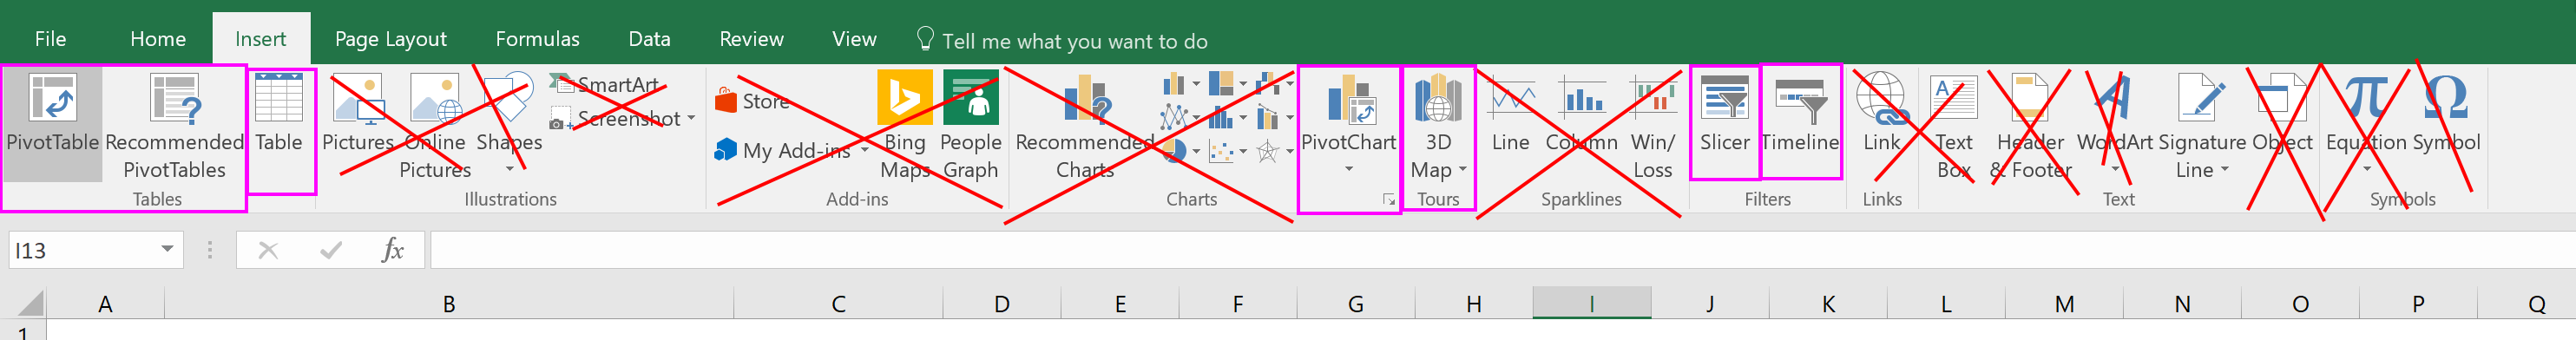 File Home Insert Page Layout Formulas Data Review View Tell me what you want to do
PivotTable
Recommended
PivotTables
Table
Tables
Pictures
Online
Pictures
Shapes
SmartArt
Screenshot
Illustrations
Store
My Add-ins
Bing
Maps
People
Graph
Add-ins
Recommended
Charts
PivotChart
Charts
3D
Map
Tours
Line
Column
Win/
Loss
Sparklines
Slicer
Timeline
Filters
Link
Links
Text
Box
Header
& Footer
WordArt
Signature
Line
Object
Text
Equation
Symbol
Symbols
I13 fx
A B C D E F G H I J K L M N O P Q
1